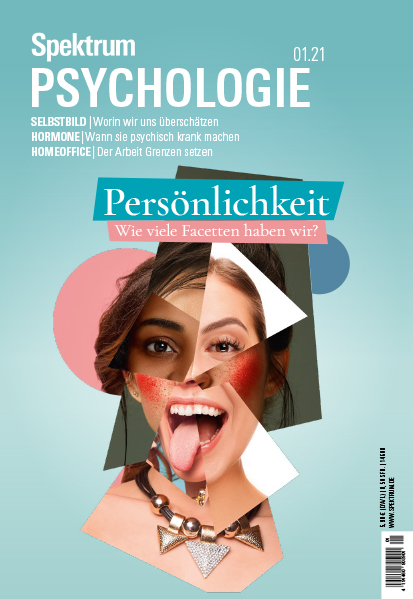 Spektrum
01.21
PSYCHOLOGIE
SELBSTBILD | Worin wir uns überschätzen
HORMONE | Wann sie psychisch krank machen
HOMEOFFICE | Der Arbeit Grenzen setzen
Persönlichkeit
Wie viele Facetten haben wir?
WWW.SPEKTRUM.DE